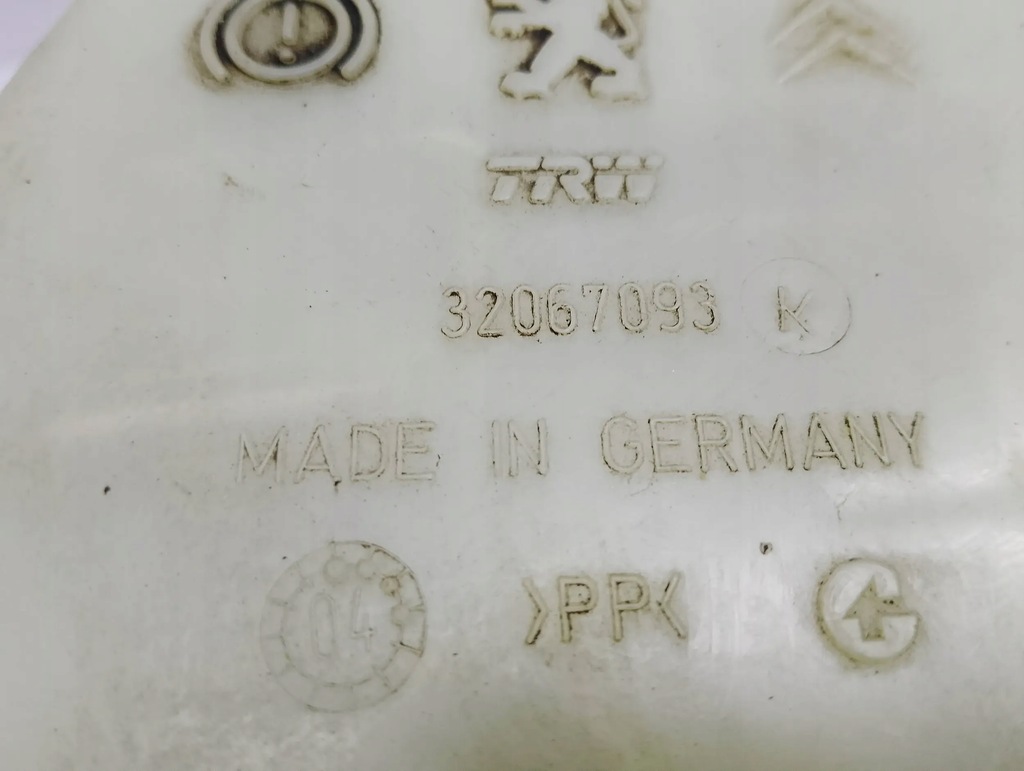 TRW
32067093 K
MADE IN GERMANY
04 >PP<